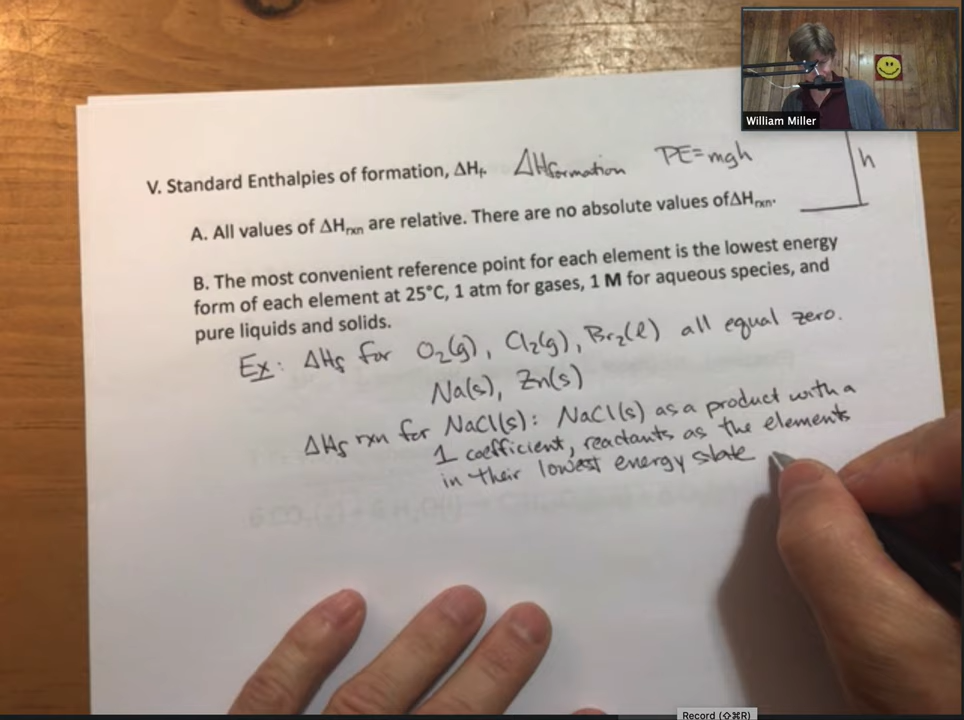 William Miller
V. Standard Enthalpies of formation, ΔHf. ΔHformation PE=mgh
h
A. All values of ΔHrxn are relative. There are no absolute values ofΔHrxn.
B. The most convenient reference point for each element is the lowest energy
form of each element at 25°C, 1 atm for gases, 1 M for aqueous species, and
pure liquids and solids.
Ex: ΔHf for O2(g), Cl2(g), Br2(l) all equal zero.
Na(s), Zn(s)
ΔHf rxn for NaCl(s): NaCl(s) as a product with a
1 coefficient, reactants as the elements
in their lowest energy state
Record (⇧⌘R)